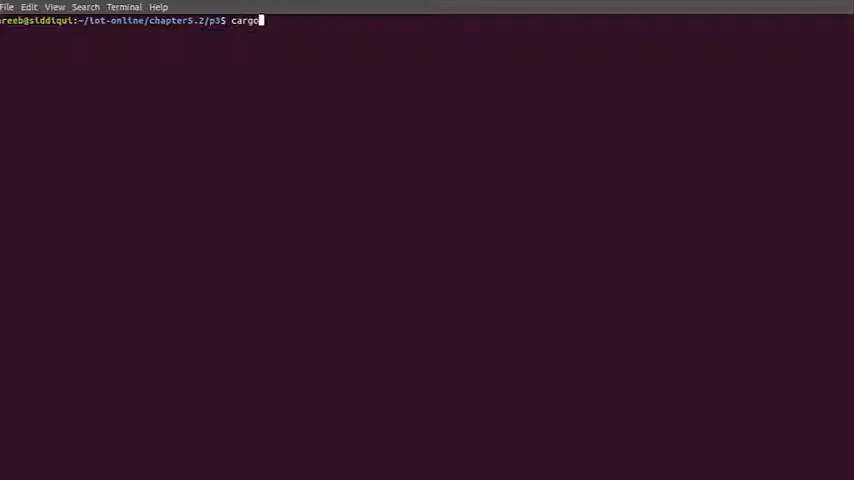 File Edit View Search Terminal Help
reeb@siddiqui:~/iot-online/chapter5.2/p3$ cargo